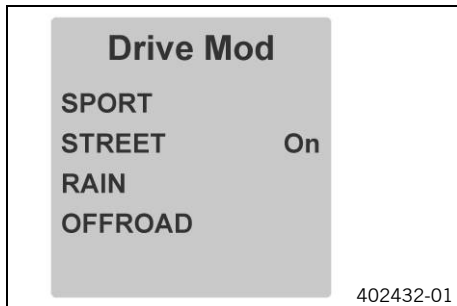 Drive Mod
SPORT
STREET On
RAIN
OFFROAD
402432-01